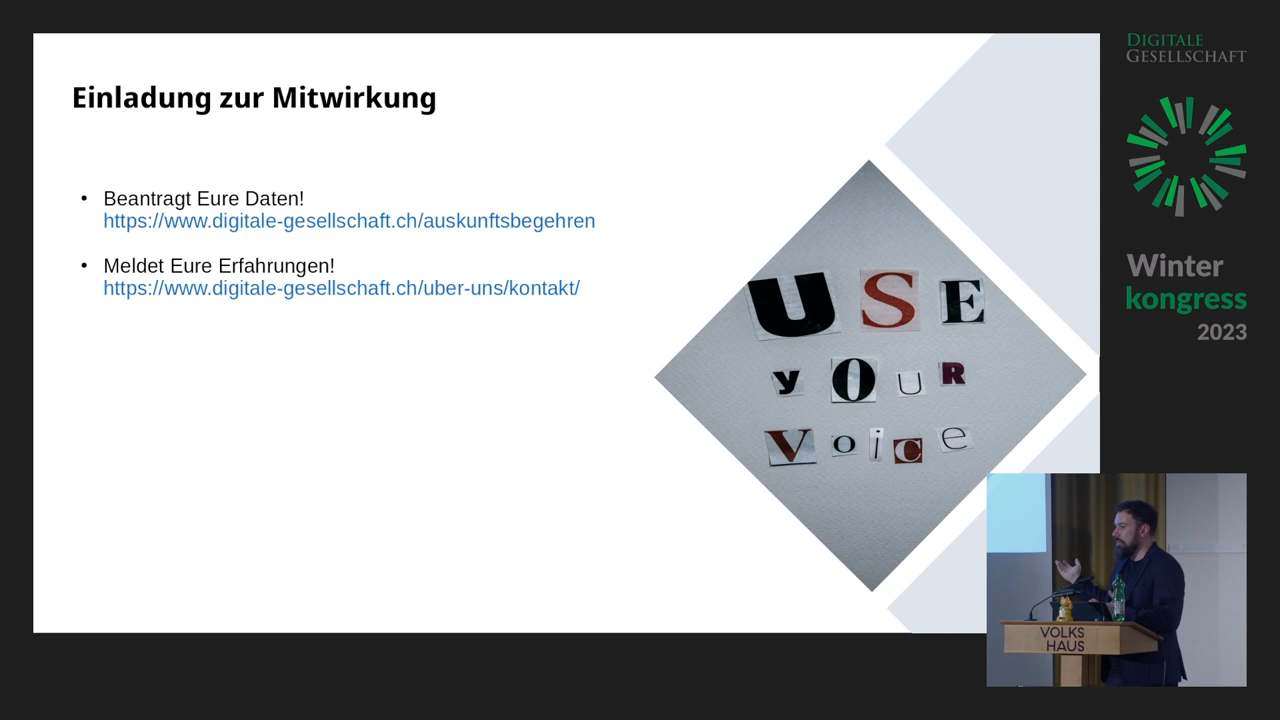 Einladung zur Mitwirkung
• Beantragt Eure Daten!
https://www.digitale-gesellschaft.ch/auskunftsbegehren
• Meldet Eure Erfahrungen!
https://www.digitale-gesellschaft.ch/uber-uns/kontakt/
USE
yOUR
Voice
DIGITALE
GESELLSCHAFT
Winter
kongress
2023
VOLKS
HAUS